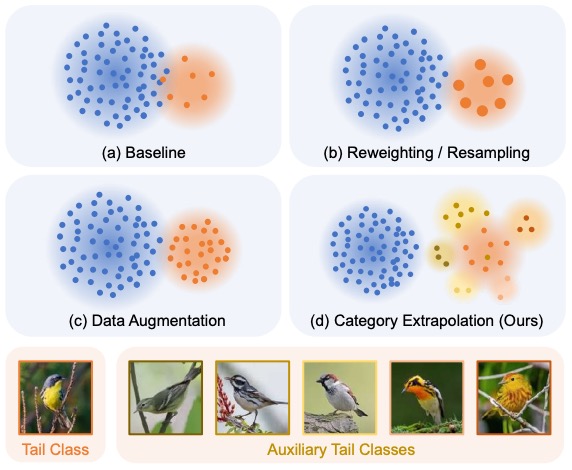 (a) Baseline
(b) Reweighting / Resampling
(c) Data Augmentation
(d) Category Extrapolation (Ours)
Tail Class
Auxiliary Tail Classes